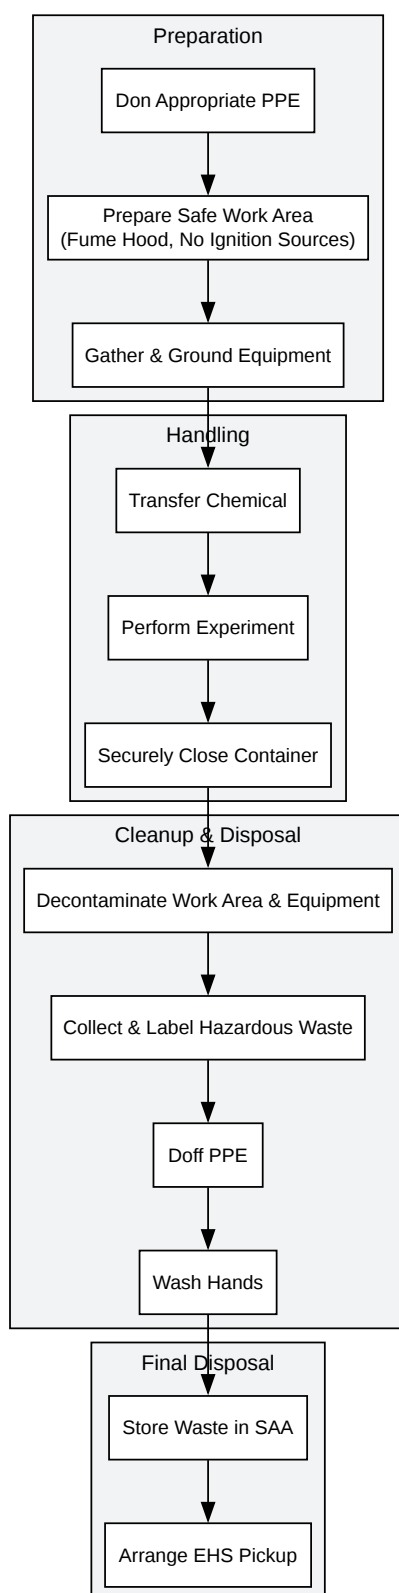 Preparation
Don Appropriate PPE
Prepare Safe Work Area
(Fume Hood, No Ignition Sources)
Gather & Ground Equipment
Handling
Transfer Chemical
Perform Experiment
Securely Close Container
Cleanup & Disposal
Decontaminate Work Area & Equipment
Collect & Label Hazardous Waste
Doff PPE
Wash Hands
Final Disposal
Store Waste in SAA
Arrange EHS Pickup